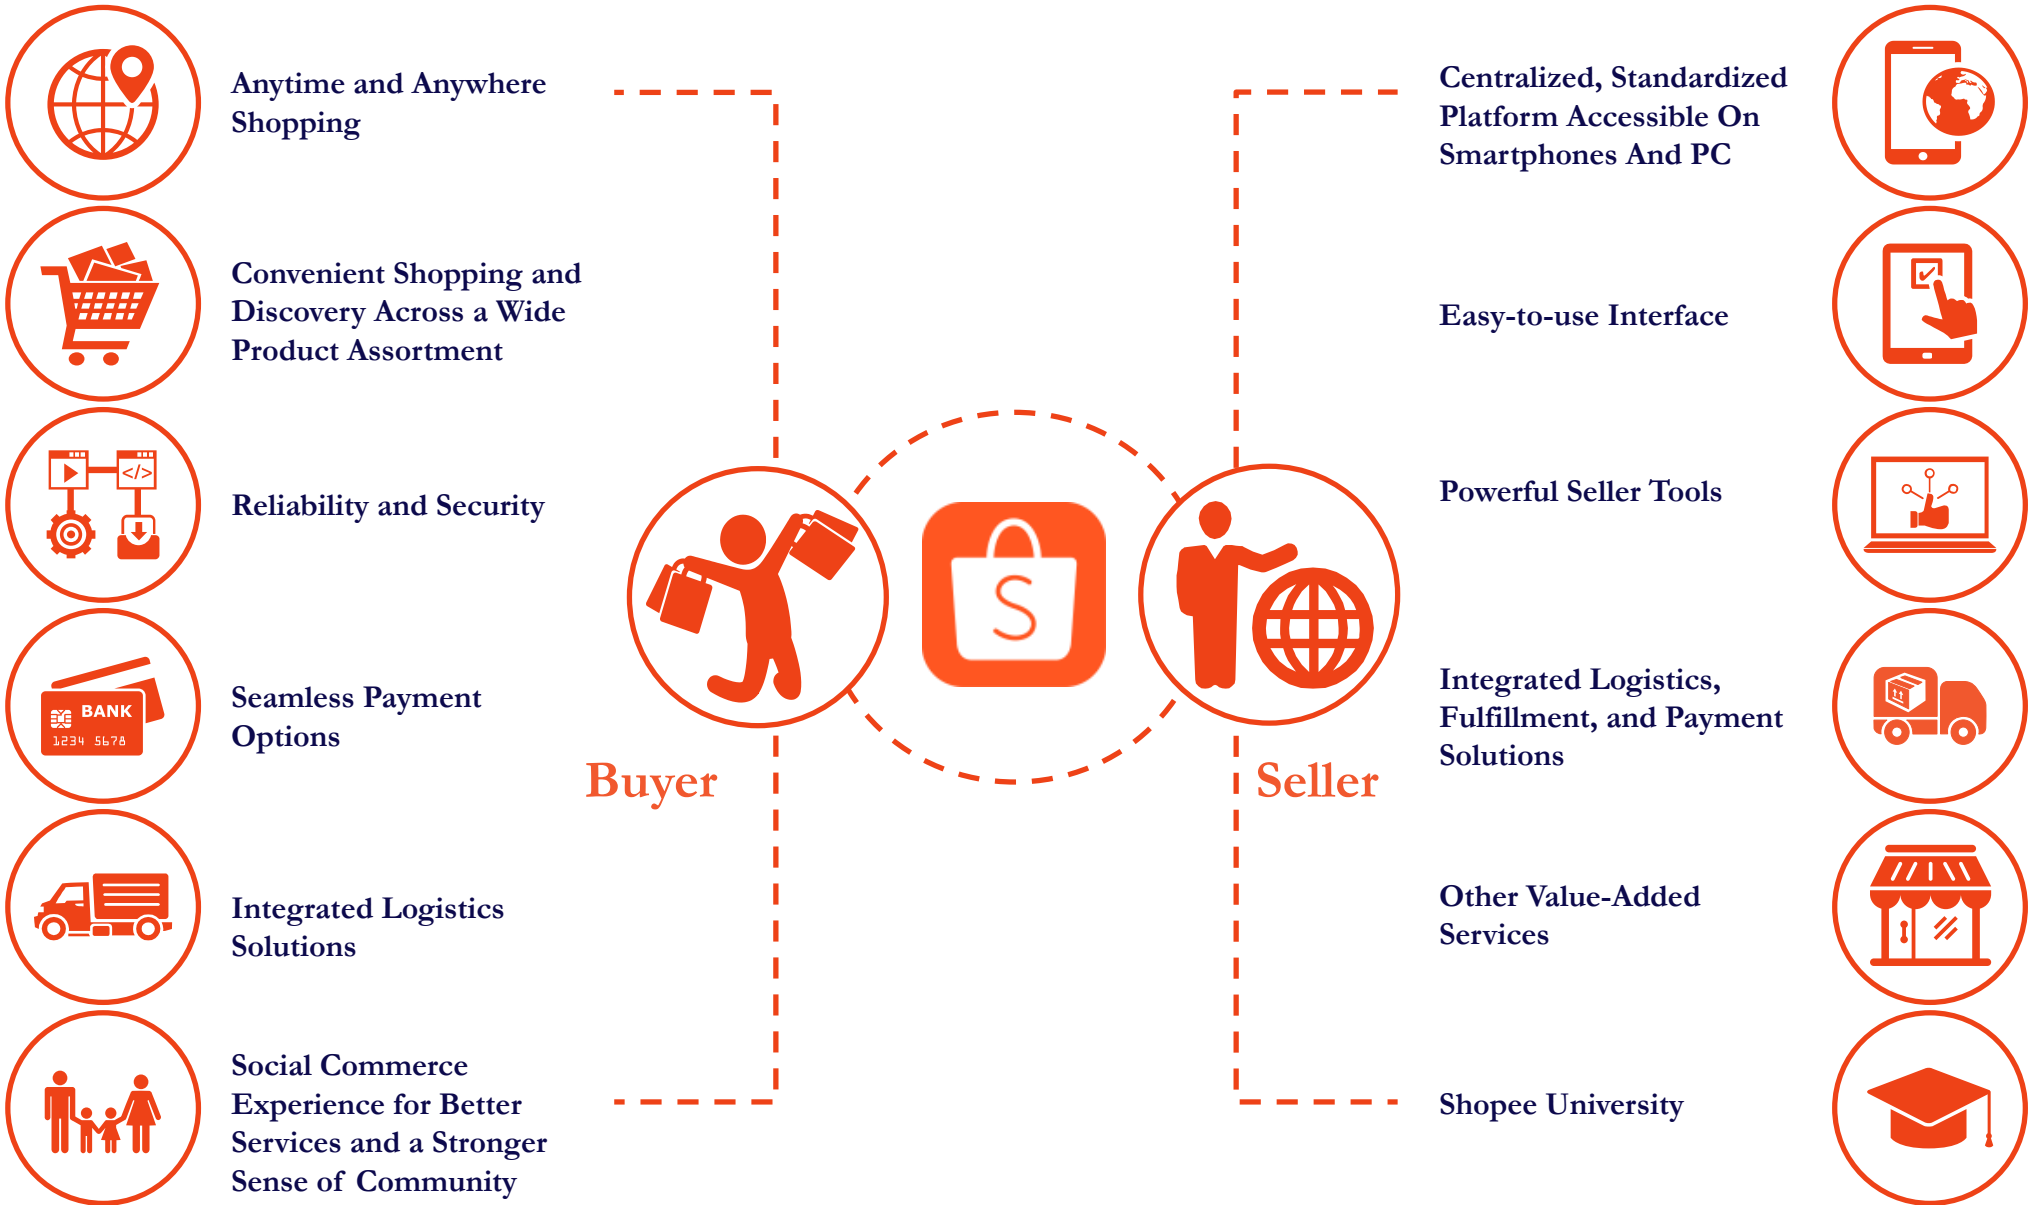 Anytime and Anywhere
Shopping
Convenient Shopping and
Discovery Across a Wide
Product Assortment
</>
Reliability and Security
BANK
1234 5678
Seamless Payment
Options
Integrated Logistics
Solutions
Social Commerce
Experience for Better
Services and a Stronger
Sense of Community
Buyer
S
Seller
Centralized, Standardized
Platform Accessible On
Smartphones And PC
Easy-to-use Interface
Powerful Seller Tools
Integrated Logistics,
Fulfillment, and Payment
Solutions
Other Value-Added
Services
Shopee University